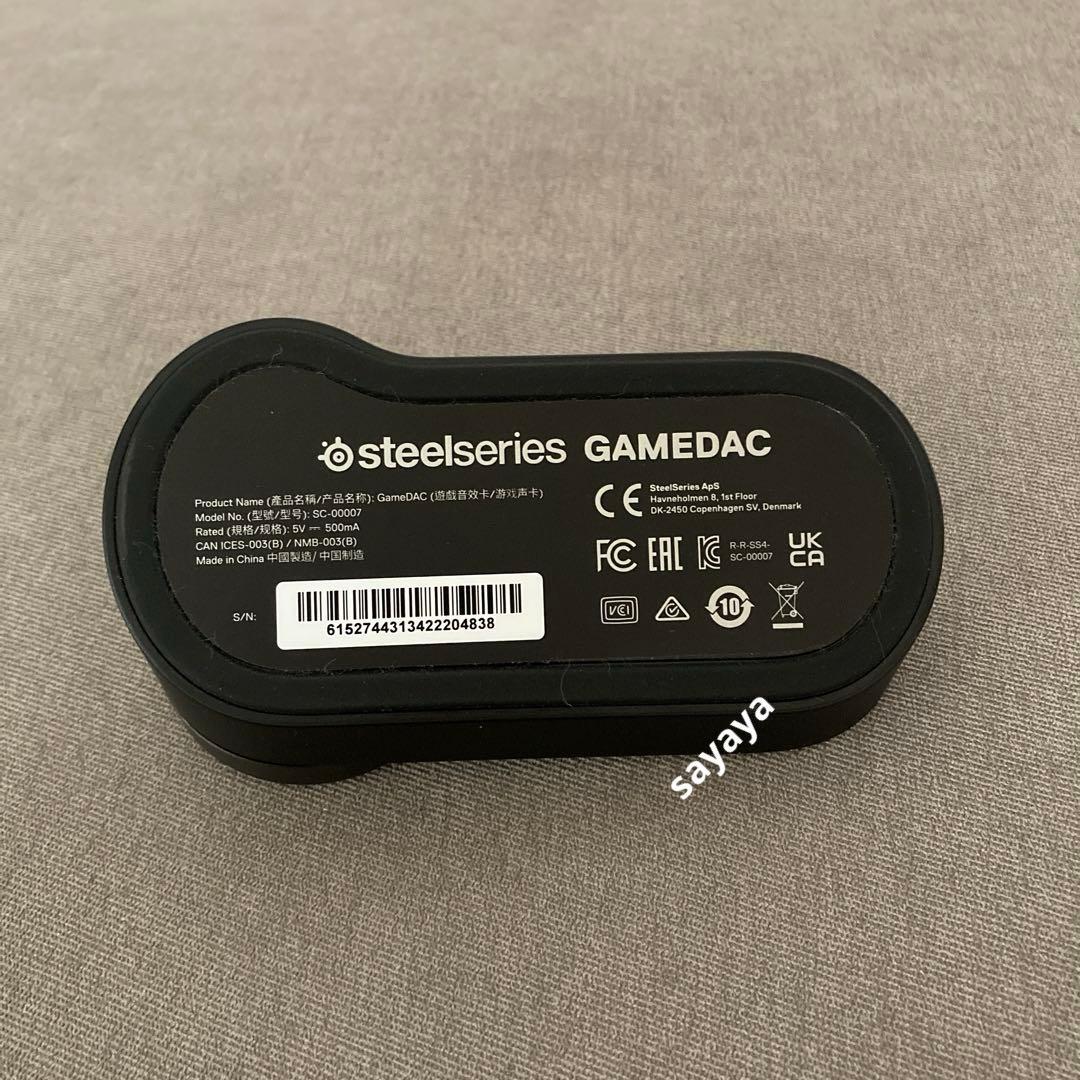 steelseries GAMEDAC
Product Name (產品名稱/产品名称): GameDAC (遊戲音效卡/游戏声卡)
Model No. (型號/型号): SC-00007
Rated (規格/规格): 5V ⎓ 500mA
CAN ICES-003(B) / NMB-003(B)
Made in China 中國製造/ 中国制造
S/N:
6152744313422204838
CE
SteelSeries ApS
Havneholmen 8, 1st Floor
DK-2450 Copenhagen SV, Denmark
FC EAC KC
R-R-SS4-
SC-00007
UK
CA
VCI
10
sayaya